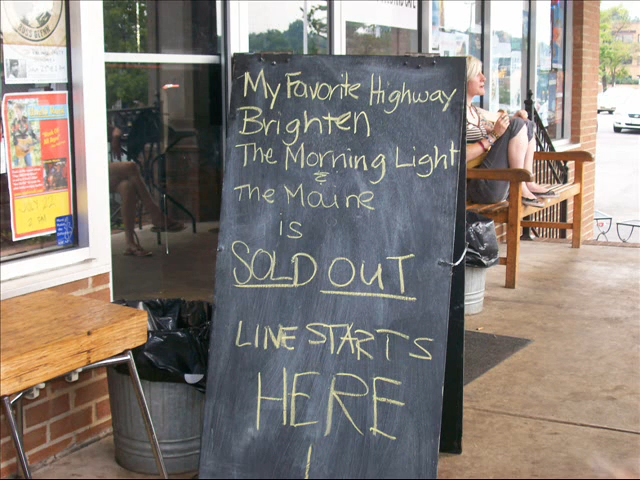 My Favorite Highway
Brighten
The Morning Light
&
The Maine
is
SOLD OUT
LINE STARTS
HERE